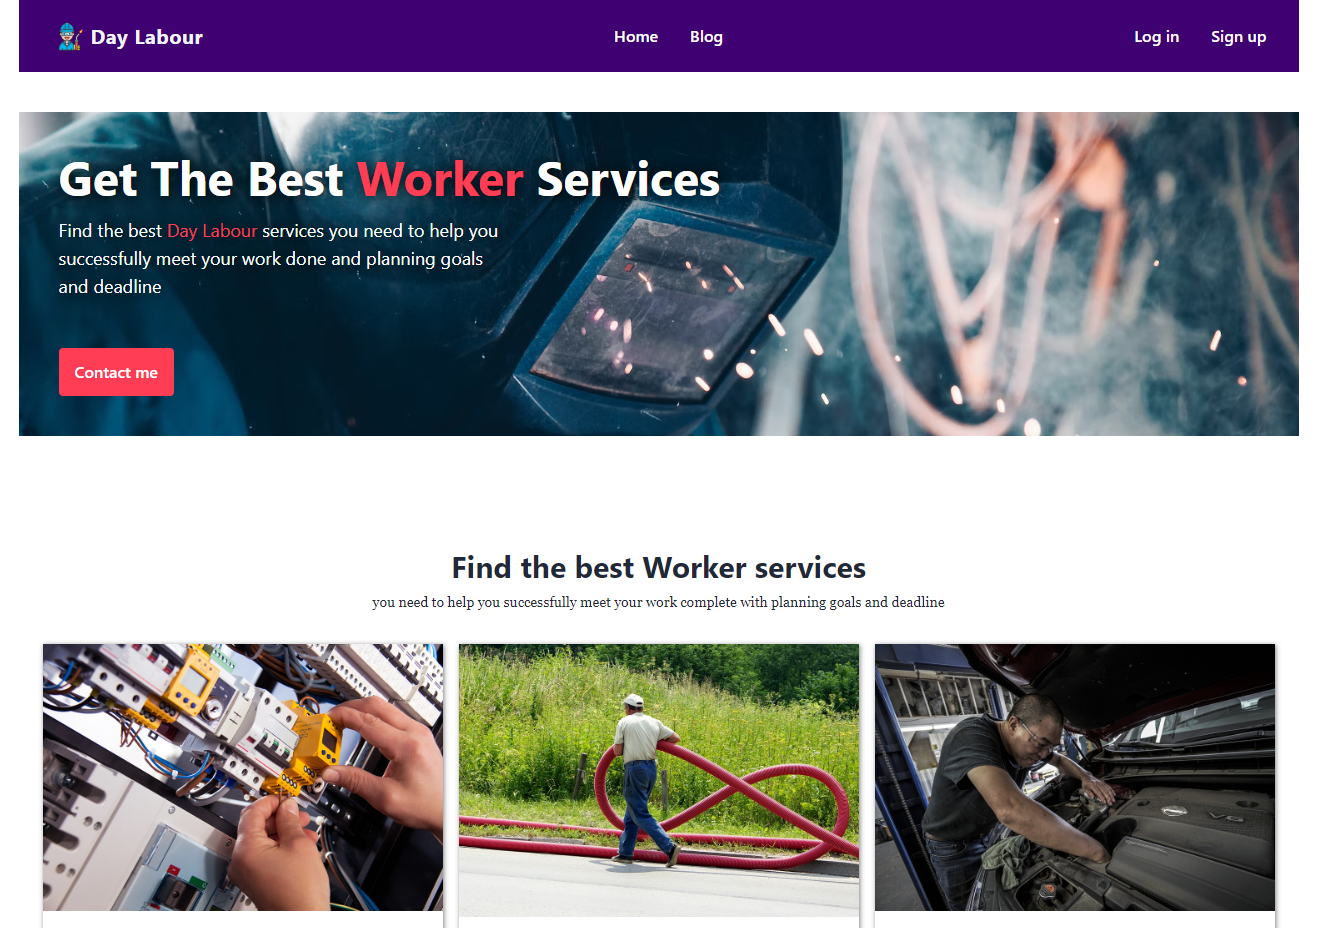 Day Labour
Home
Blog
Log in
Sign up
Get The Best Worker Services
Find the best Day Labour services you need to help you
successfully meet your work done and planning goals
and deadline
Contact me
Find the best Worker services
you need to help you successfully meet your work complete with planning goals and deadline